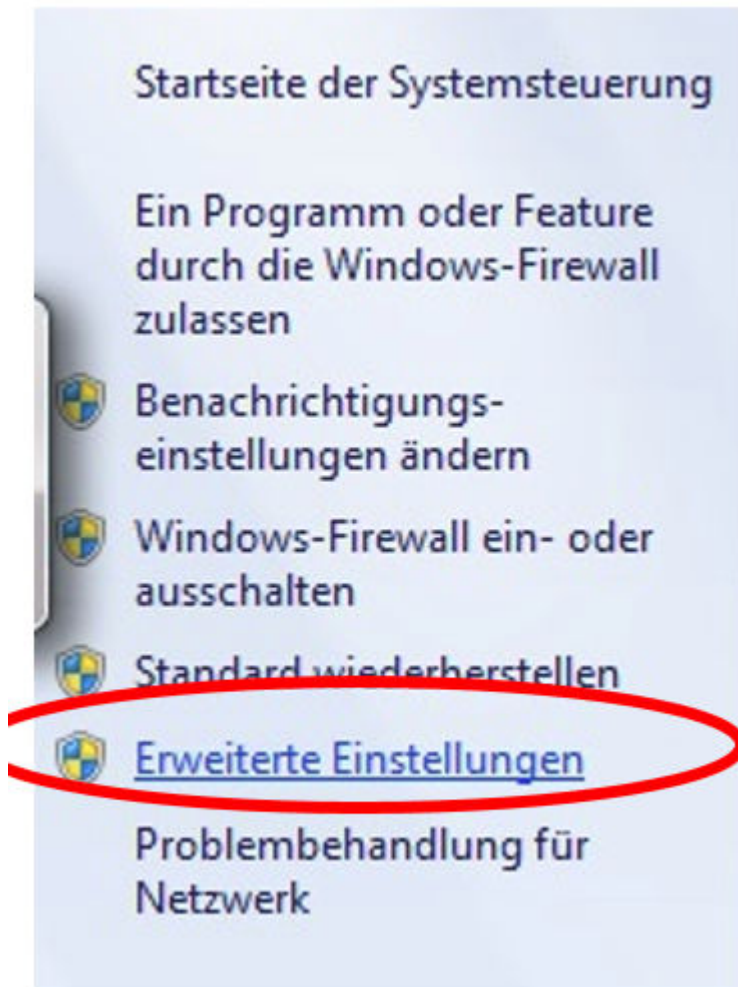 Startseite der Systemsteuerung
Ein Programm oder Feature
durch die Windows-Firewall
zulassen
Benachrichtigungs-
einstellungen ändern
Windows-Firewall ein- oder
ausschalten
Standard wiederherstellen
Erweiterte Einstellungen
Problembehandlung für
Netzwerk